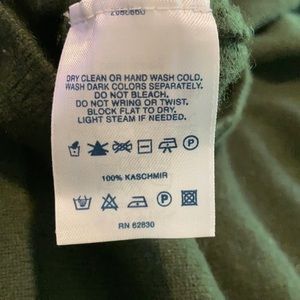 DRY CLEAN OR HAND WASH COLD.
WASH DARK COLORS SEPARATELY.
DO NOT BLEACH.
DO NOT WRING OR TWIST.
BLOCK FLAT TO DRY.
LIGHT STEAM IF NEEDED.
P
100% KASCHMIR
P
RN 62830